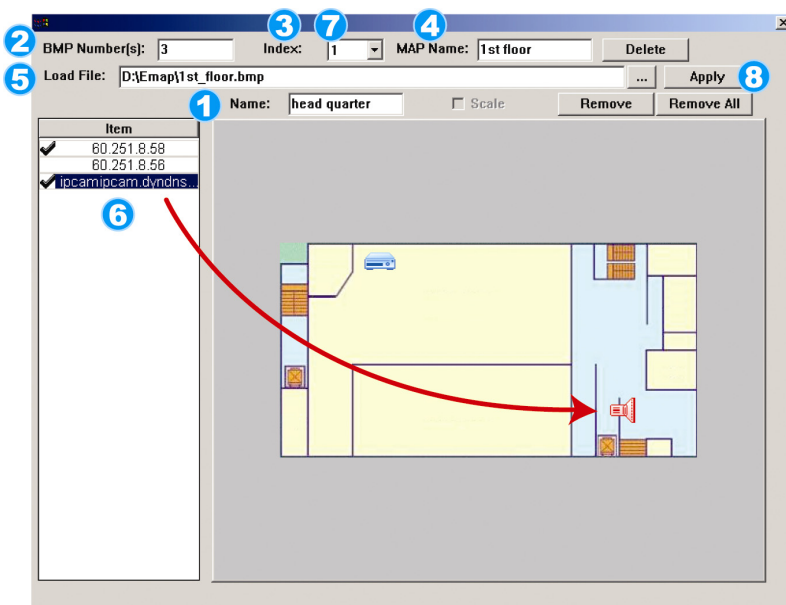 3 7 4
2 BMP Number(s): 3 Index: 1 MAP Name: 1st floor Delete
5 Load File: D:\Emap\1st_floor.bmp ... Apply 8
1 Name: head quarter Scale Remove Remove All
Item
60.251.8.58
60.251.8.56
ipcamipcam.dyndns...
6